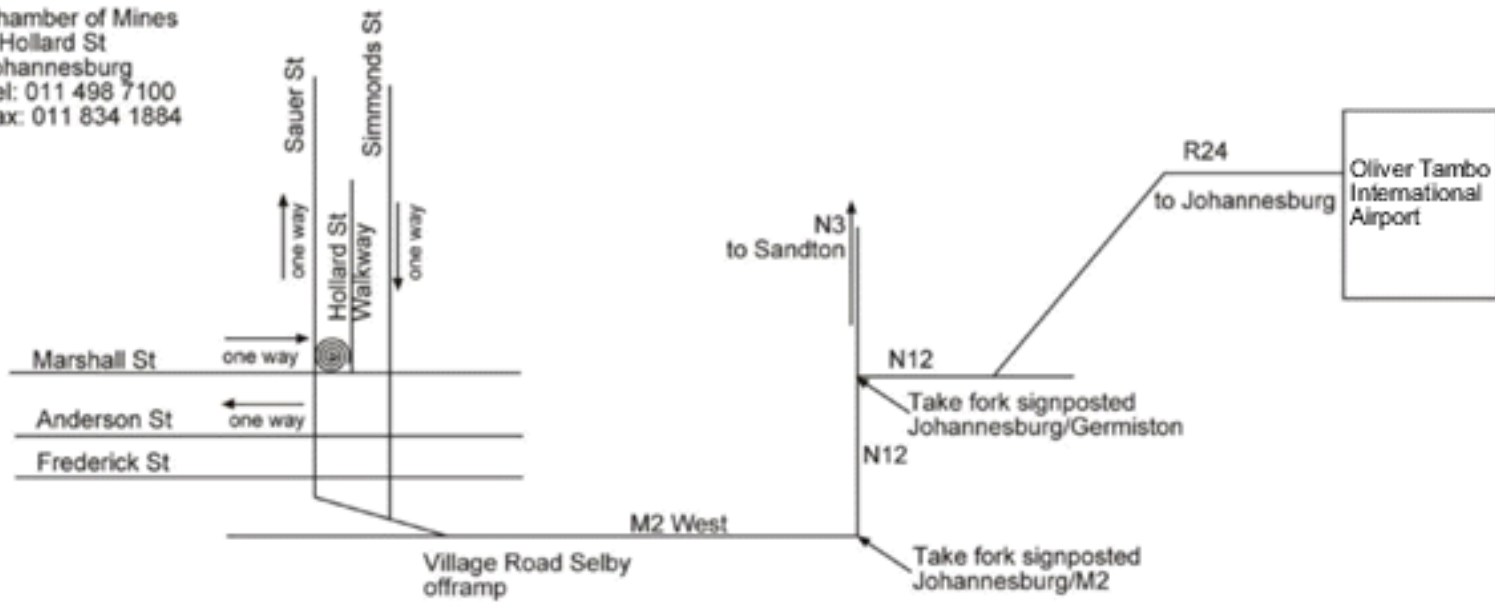 hamber of Mines
Hollard St
ohannesburg
el: 011 498 7100
ax: 011 834 1884
Sauer St
Simmonds St
one way
Hollard St
Walkway
one way
Marshall St
one way
Anderson St
one way
Frederick St
M2 West
Village Road Selby
offramp
N3
to Sandton
N12
Take fork signposted
Johannesburg/Germiston
N12
Take fork signposted
Johannesburg/M2
R24
to Johannesburg
Oliver Tambo
International
Airport